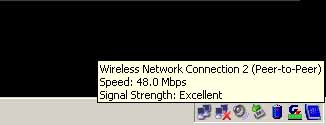 Wireless Network Connection 2 (Peer-to-Peer)
Speed: 48.0 Mbps
Signal Strength: Excellent